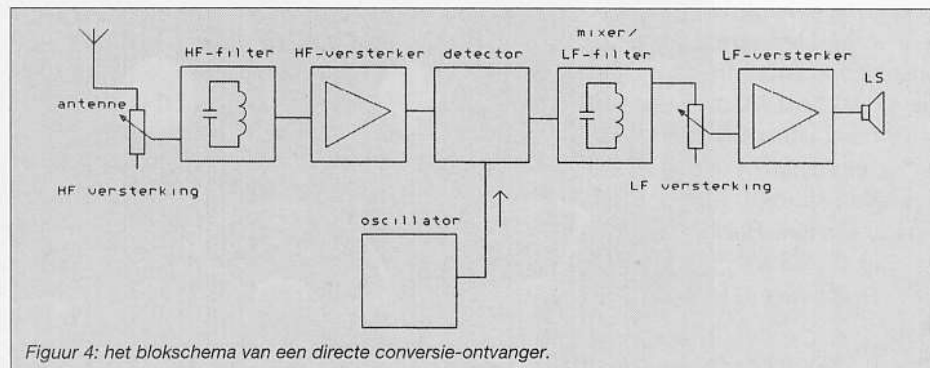 mixer/
HF-filter HF-versterker detector LF-filter LF-versterker
LS
antenne
HF versterking LF versterking
oscillator
Figuur 4: het blokschema van een directe conversie-ontvanger.